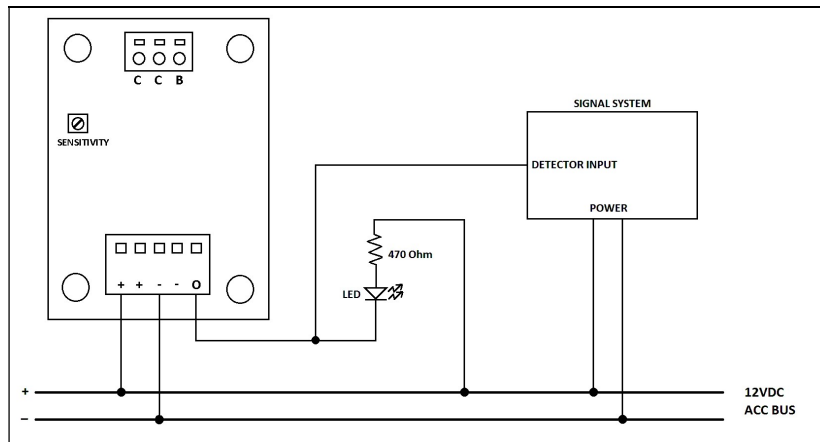 C C B
SENSITIVITY
SIGNAL SYSTEM
DETECTOR INPUT
POWER
470 Ohm
LED
+ + - - O
+ 12VDC
− ACC BUS